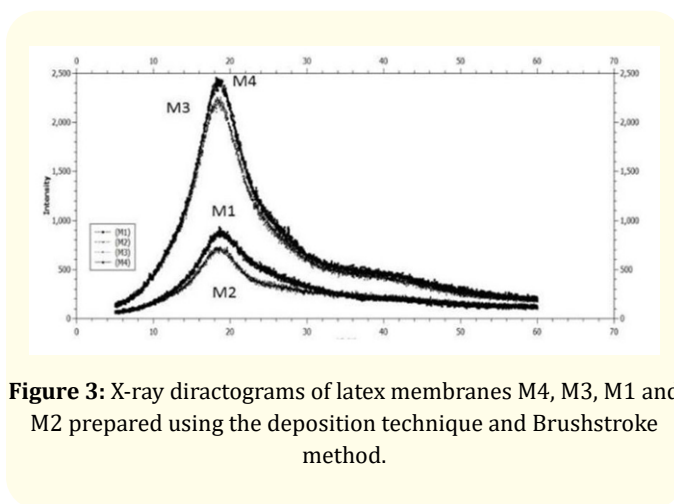 0 10 20 30 40 50 60 70
2,500 2,500
M4
M3
2,000 2,000
1,500 1,500
Intensity
M1
1,000 1,000
(M1)
(M2)
(M3)
(M4)
500 500
M2
0 0
0 10 20 30 40 50 60 70
Figure 3: X-ray diractograms of latex membranes M4, M3, M1 and
M2 prepared using the deposition technique and Brushstroke
method.